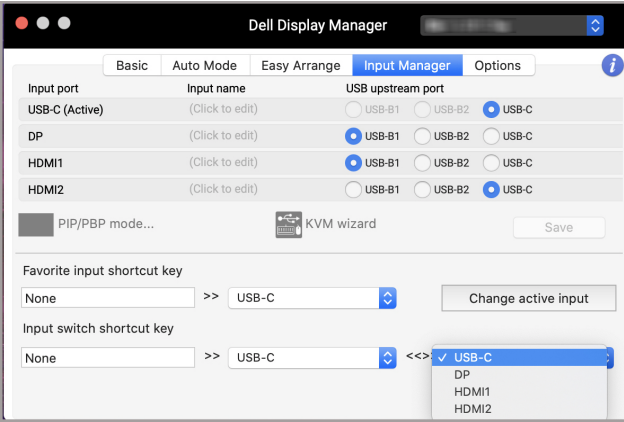 Dell Display Manager
Basic Auto Mode Easy Arrange Input Manager Options i
Input port Input name USB upstream port
USB-C (Active) (Click to edit) USB-B1 USB-B2 USB-C
DP (Click to edit) USB-B1 USB-B2 USB-C
HDMI1 (Click to edit) USB-B1 USB-B2 USB-C
HDMI2 (Click to edit) USB-B1 USB-B2 USB-C
PIP/PBP mode... KVM wizard Save
Favorite input shortcut key
None >> USB-C Change active input
Input switch shortcut key
None >> USB-C <<>> ✓ USB-C
DP
HDMI1
HDMI2